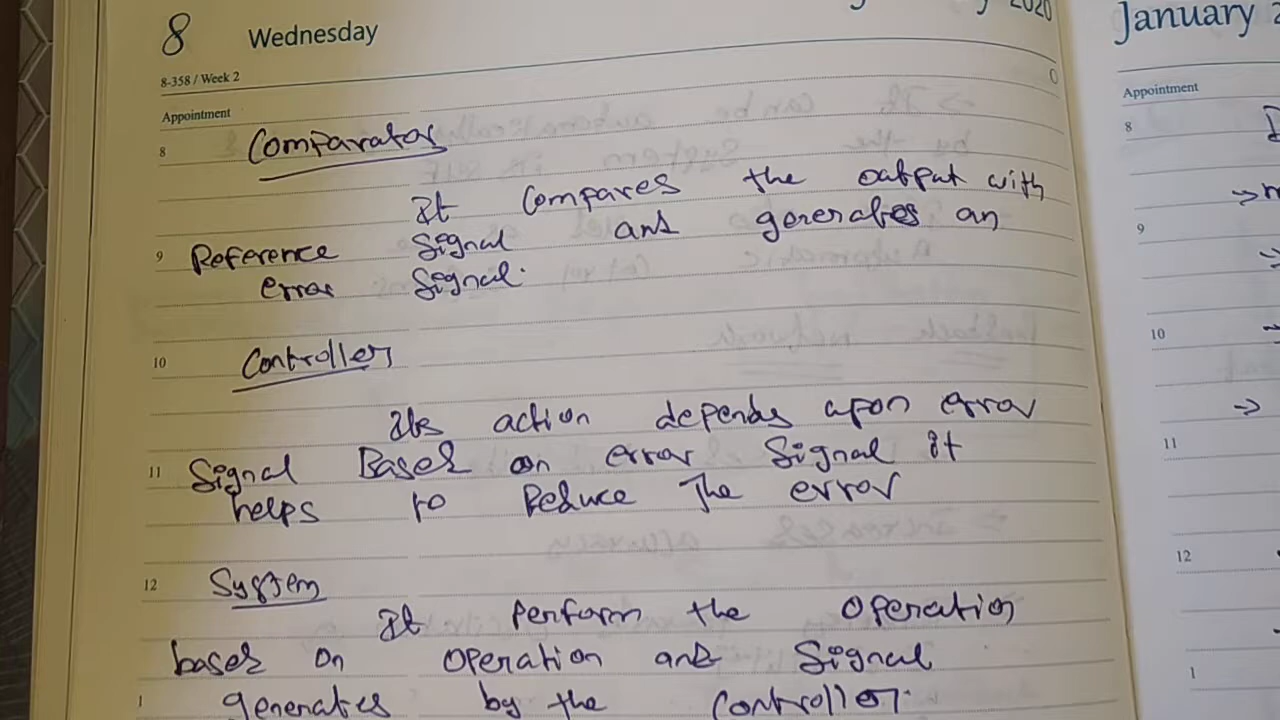 8 Wednesday
2020
8-358 / Week 2
Appointment
8 Comparator
It compares the output with
9 Reference Signal and generates an
error Signal.
10 Controller
Its action depends upon error
11 Signal Based on error Signal it
helps to Reduce The error
12 System
It perform the operation
based on operation and Signal
1 generates by the controller.
January 2
Appointment
8
9
10
11
12
1